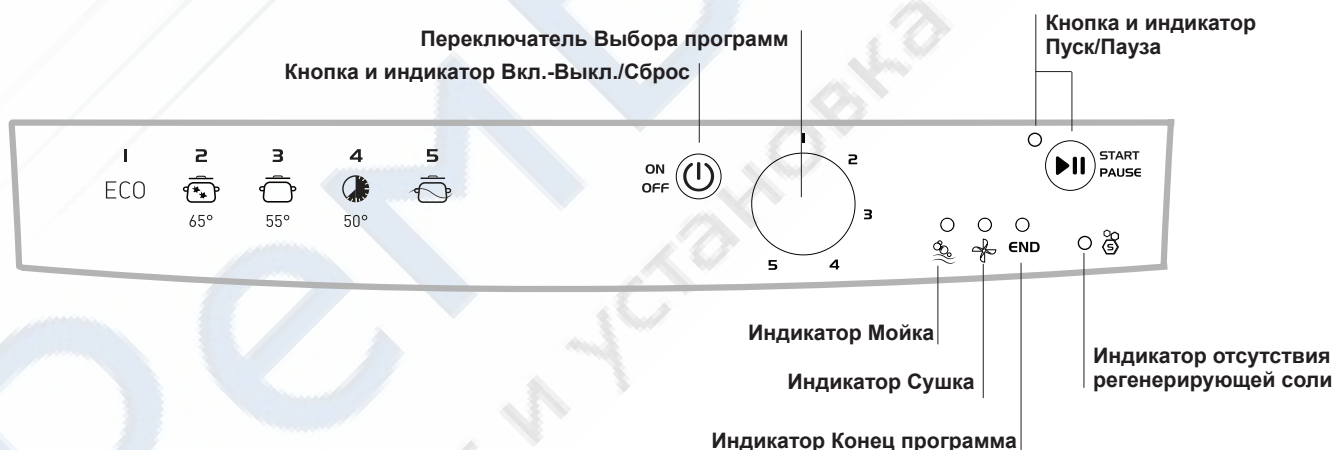 Переключатель Выбора программ
Кнопка и индикатор Вкл.-Выкл./Сброс
Кнопка и индикатор
Пуск/Пауза
1 2 3 4 5
ECO
65° 55° 50°
ON
OFF
1
2
3
4
5
START
PAUSE
END
S
Индикатор Мойка
Индикатор Сушка
Индикатор Конец программа
Индикатор отсутствия
регенерирующей соли
и установка